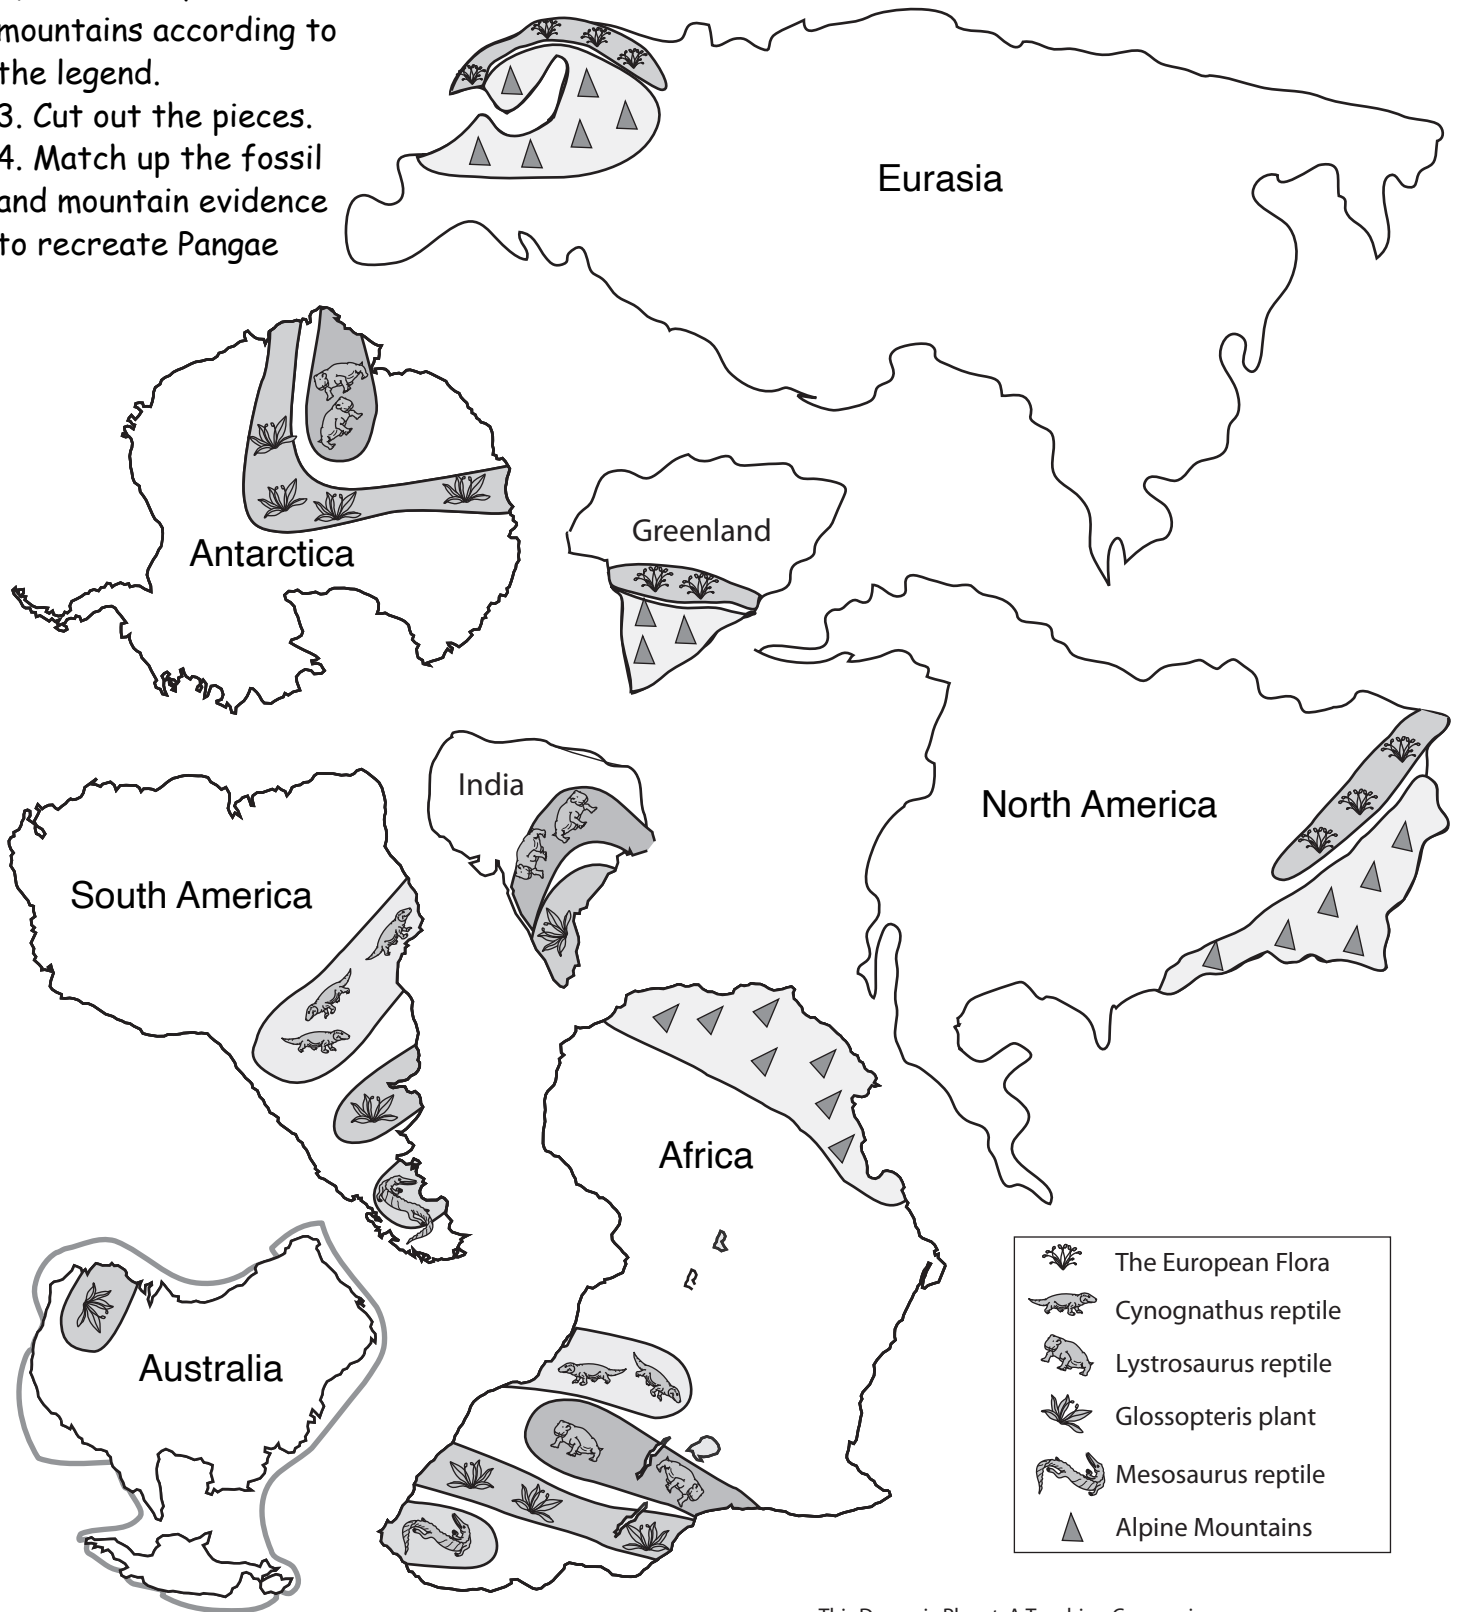 mountains according to
the legend.
3. Cut out the pieces.
4. Match up the fossil
and mountain evidence
to recreate Pangae
Eurasia
Antarctica
Greenland
India
North America
South America
Africa
Australia
The European Flora
Cynognathus reptile
Lystrosaurus reptile
Glossopteris plant
Mesosaurus reptile
Alpine Mountains